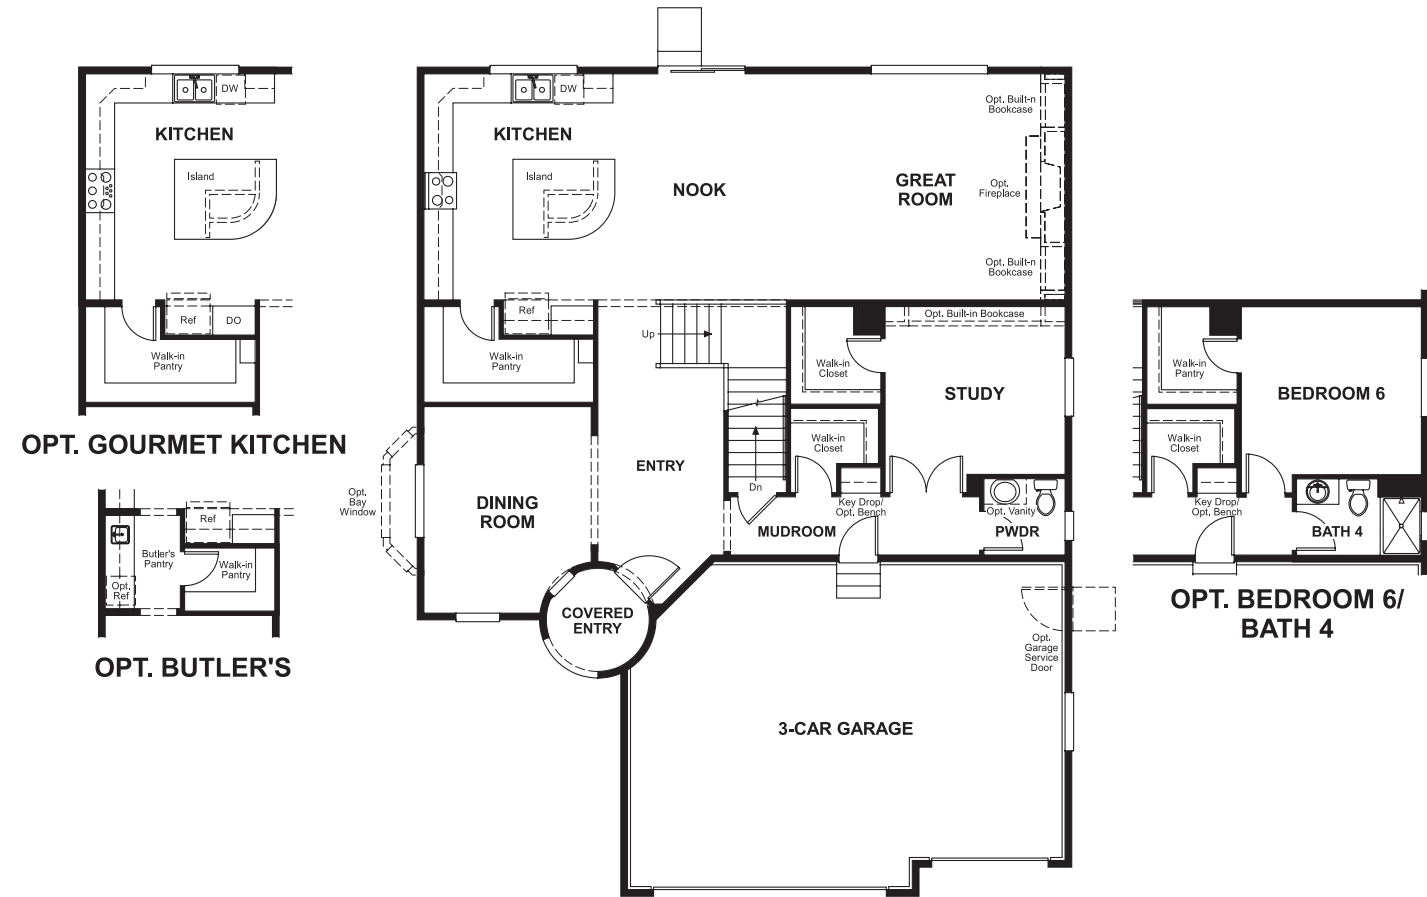 KITCHEN
DW
Island
Ref
DO
Walk-in
Pantry
OPT. GOURMET KITCHEN
Ref
Butler's
Pantry
Walk-in
Pantry
Opt.
Ref
OPT. BUTLER'S
KITCHEN
DW
Island
NOOK
GREAT
ROOM
Opt. Built-n
Bookcase
Opt.
Fireplace
Opt. Built-n
Bookcase
Ref
Walk-in
Pantry
Up
Walk-in
Closet
Opt. Built-in Bookcase
STUDY
Walk-in
Closet
ENTRY
Dn
Opt.
Bay
Window
DINING
ROOM
Key Drop/
Opt. Bench
MUDROOM
Opt. Vanity
PWDR
COVERED
ENTRY
Opt.
Garage
Service
Door
3-CAR GARAGE
Walk-in
Pantry
BEDROOM 6
Walk-in
Closet
Key Drop/
Opt. Bench
BATH 4
OPT. BEDROOM 6/
BATH 4